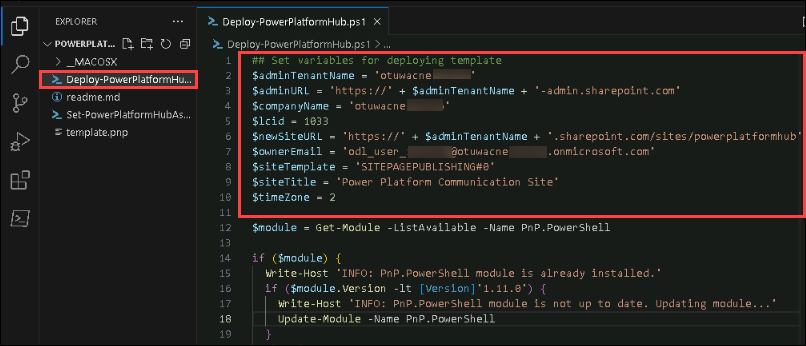 EXPLORER
POWERPLAT...
__MACOSX
Deploy-PowerPlatformHu...
readme.md
Set-PowerPlatformHubAs...
template.pnp
Deploy-PowerPlatformHub.ps1
Deploy-PowerPlatformHub.ps1 > ...
1 ## Set variables for deploying template
2 $adminTenantName = 'otuwacne
3 $adminURL = 'https://' + $adminTenantName + '-admin.sharepoint.com'
4 $companyName = 'otuwacne
5 $lcid = 1033
6 $newSiteURL = 'https://' + $adminTenantName + '.sharepoint.com/sites/powerplatformhub'
7 $ownerEmail = 'odl_user_ @otuwacne .onmicrosoft.com'
8 $siteTemplate = 'SITEPAGEPUBLISHING#0'
9 $siteTitle = 'Power Platform Communication Site'
10 $timeZone = 2
11
12 $module = Get-Module -ListAvailable -Name PnP.PowerShell
13
14 if ($module) {
15 Write-Host 'INFO: PnP.PowerShell module is already installed.'
16 if ($module.Version -lt [Version]'1.11.0') {
17 Write-Host 'INFO: PnP.PowerShell module is not up to date. Updating module...'
18 Update-Module -Name PnP.PowerShell
19 }